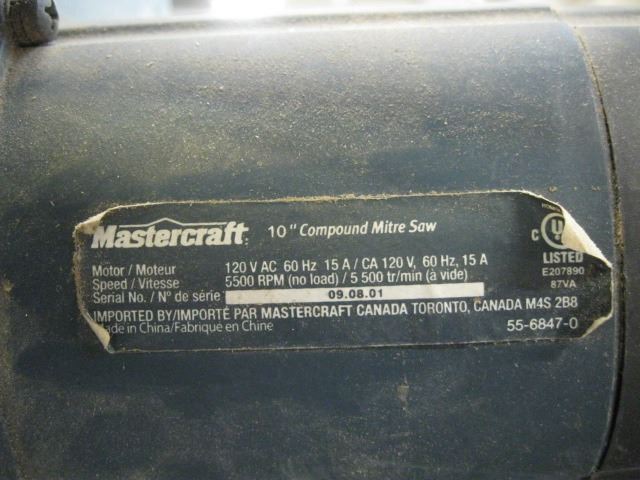 Mastercraft 10" Compound Mitre Saw
Motor / Moteur 120 V AC 60 Hz 15 A / CA 120 V, 60 Hz, 15 A
Speed / Vitesse 5500 RPM (no load) / 5 500 tr/min (à vide)
Serial No. / Nº de série 09.08.01
IMPORTED BY/IMPORTÉ PAR MASTERCRAFT CANADA TORONTO, CANADA M4S 2B8
ade in China/Fabriqué en Chine
55-6847-0
C UL
LISTED
E207890
87VA